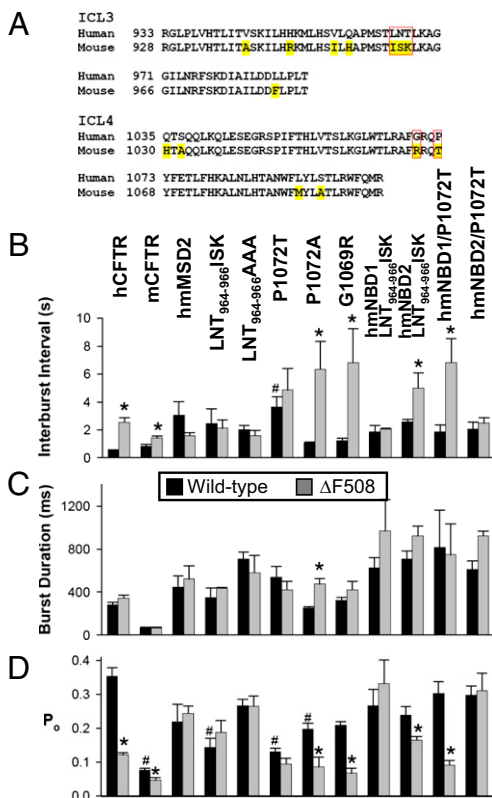 A
ICL3
Human 933 RGLPLVHTLITVSKILHHKMLHSVLQAPMSTLNTLKAG
Mouse 928 RGLPLVHTLITASKILHRKMLHSILHAPMSTISKLKAG
Human 971 GILNRFSKDIAILDDLLPLT
Mouse 966 GILNRFSKDIAILDDFLPLT
ICL4
Human 1035 QTSQQLKQLESEGRSPIFTHLVTSLKGLWTLRAFGRQP
Mouse 1030 HTAQQLKQLESEGRSPIFTHLVTSLKGLWTLRAFRRQT
Human 1073 YFETLFHKALNLHTANWFLYLSTLRWFQMR
Mouse 1068 YFETLFHKALNLHTANWFMYLATLRWFQMR
B
hCFTR
mCFTR
hmMSD2
LNT964-966ISK
LNT964-966AAA
P1072T
P1072A
G1069R
hmNBD1
LNT964-966ISK
hmNBD2
LNT964-966ISK
hmNBD1/P1072T
hmNBD2/P1072T
Interburst Interval (s)
10
8
6
4
2
0
* * # * * * *
C
Wild-type ΔF508
Burst Duration (ms)
1200
800
400
0
*
D
Po
0.4
0.3
0.2
0.1
0.0
* # * # # # * * * *